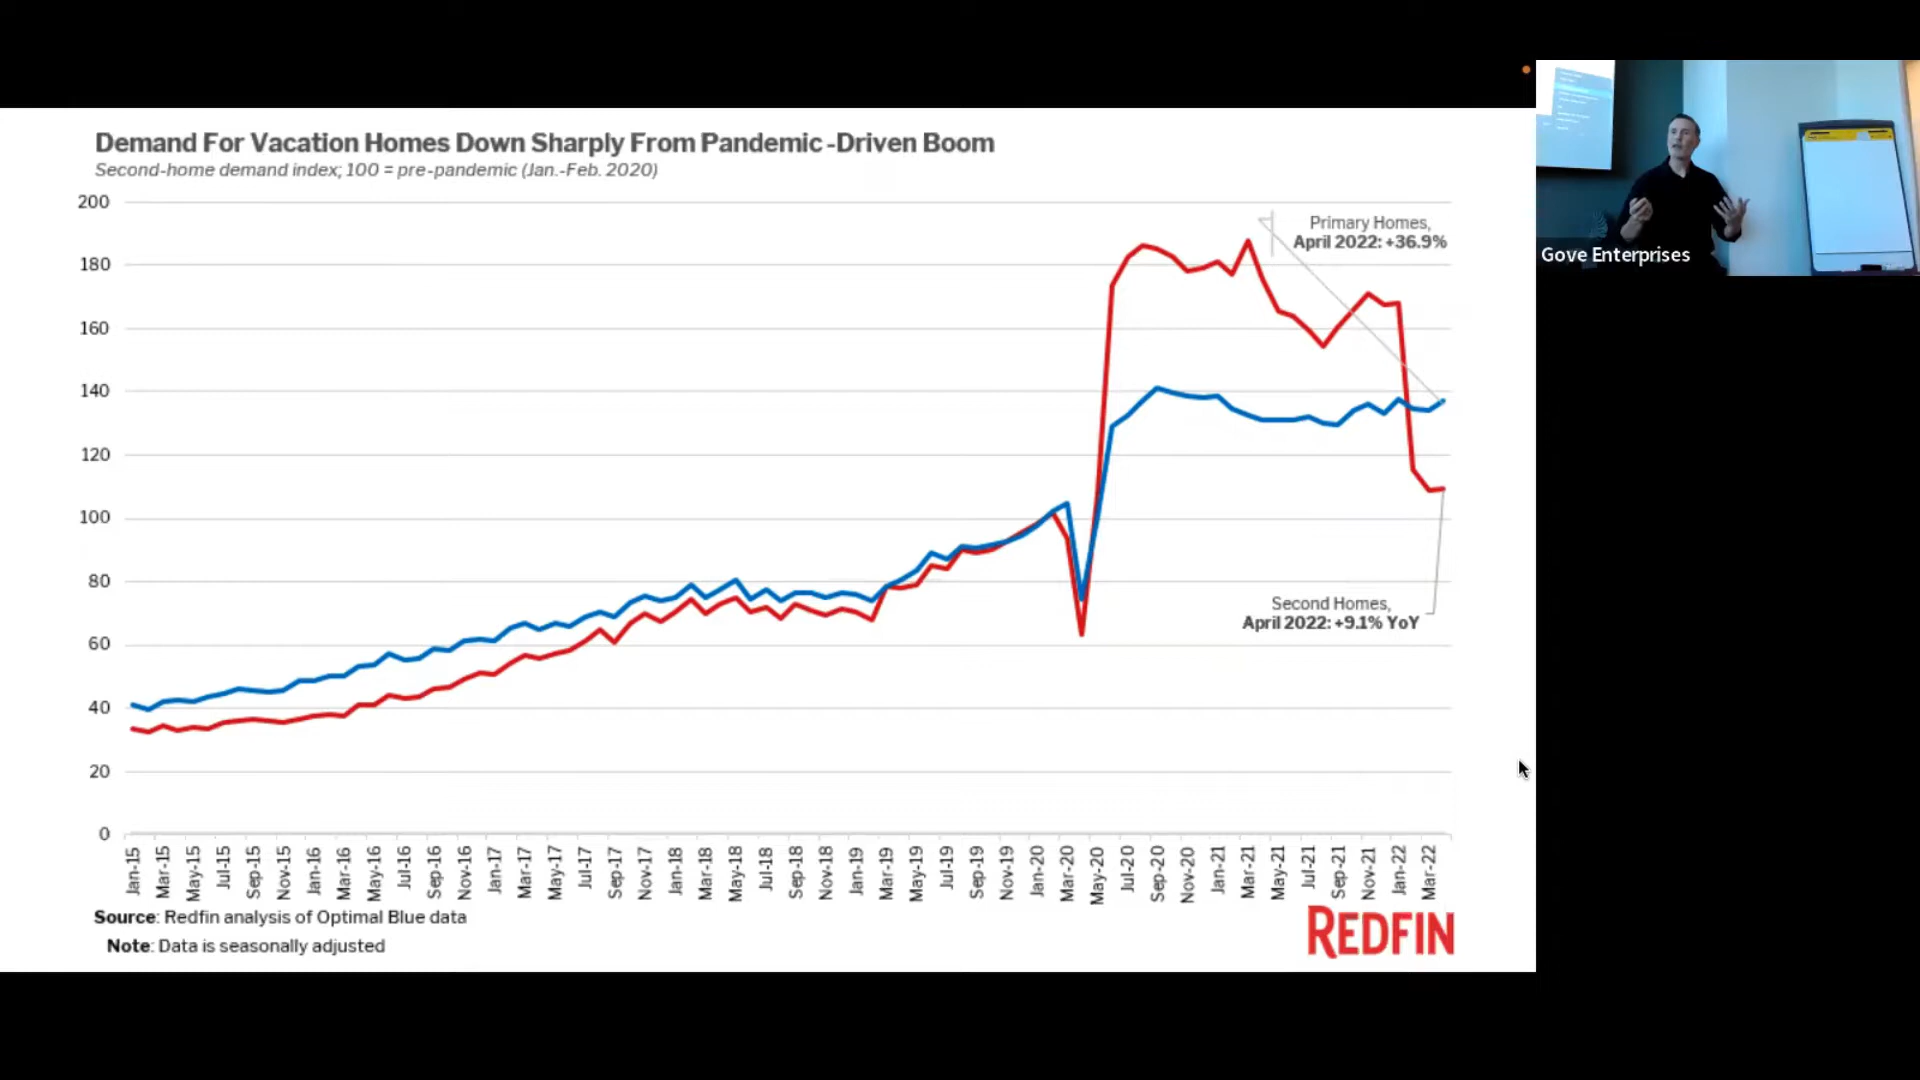 Demand For Vacation Homes Down Sharply From Pandemic-Driven Boom
Second-home demand index; 100 = pre-pandemic (Jan.-Feb. 2020)
200
180
160
140
120
100
80
60
40
20
0
Primary Homes,
April 2022: +36.9%
Second Homes,
April 2022: +9.1% YoY
Jan-15
Mar-15
May-15
Jul-15
Sep-15
Nov-15
Jan-16
Mar-16
May-16
Jul-16
Sep-16
Nov-16
Jan-17
Mar-17
May-17
Jul-17
Sep-17
Nov-17
Jan-18
Mar-18
May-18
Jul-18
Sep-18
Nov-18
Jan-19
Mar-19
May-19
Jul-19
Sep-19
Nov-19
Jan-20
Mar-20
May-20
Jul-20
Sep-20
Nov-20
Jan-21
Mar-21
May-21
Jul-21
Sep-21
Nov-21
Jan-22
Mar-22
Source: Redfin analysis of Optimal Blue data
Note: Data is seasonally adjusted
REDFIN
Gove Enterprises